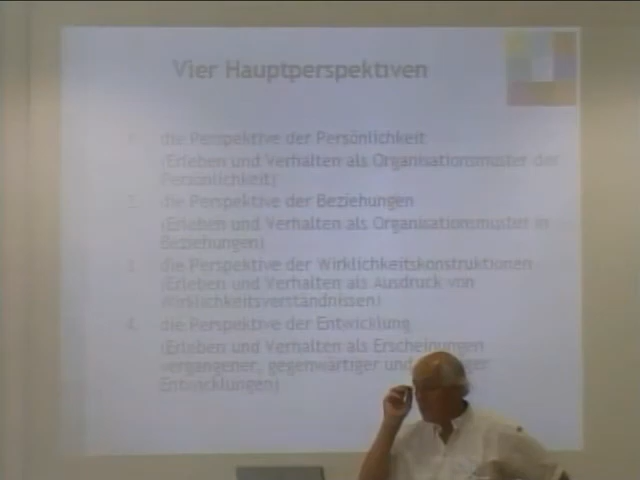 Vier Hauptperspektiven
die Perspektive der Persönlichkeit
(Erleben und Verhalten als Organisationsmuster der
Persönlichkeit)
2. die Perspektive der Beziehungen
(Erleben und Verhalten als Organisationsmuster in
Beziehungen)
3. die Perspektive der Wirklichkeitskonstruktionen
(Erleben und Verhalten als Ausdruck von
Wirklichkeitsverständnissen)
4. die Perspektive der Entwicklung
(Erleben und Verhalten als Erscheinungen
vergangener, gegenwärtiger und
Entwicklungen)